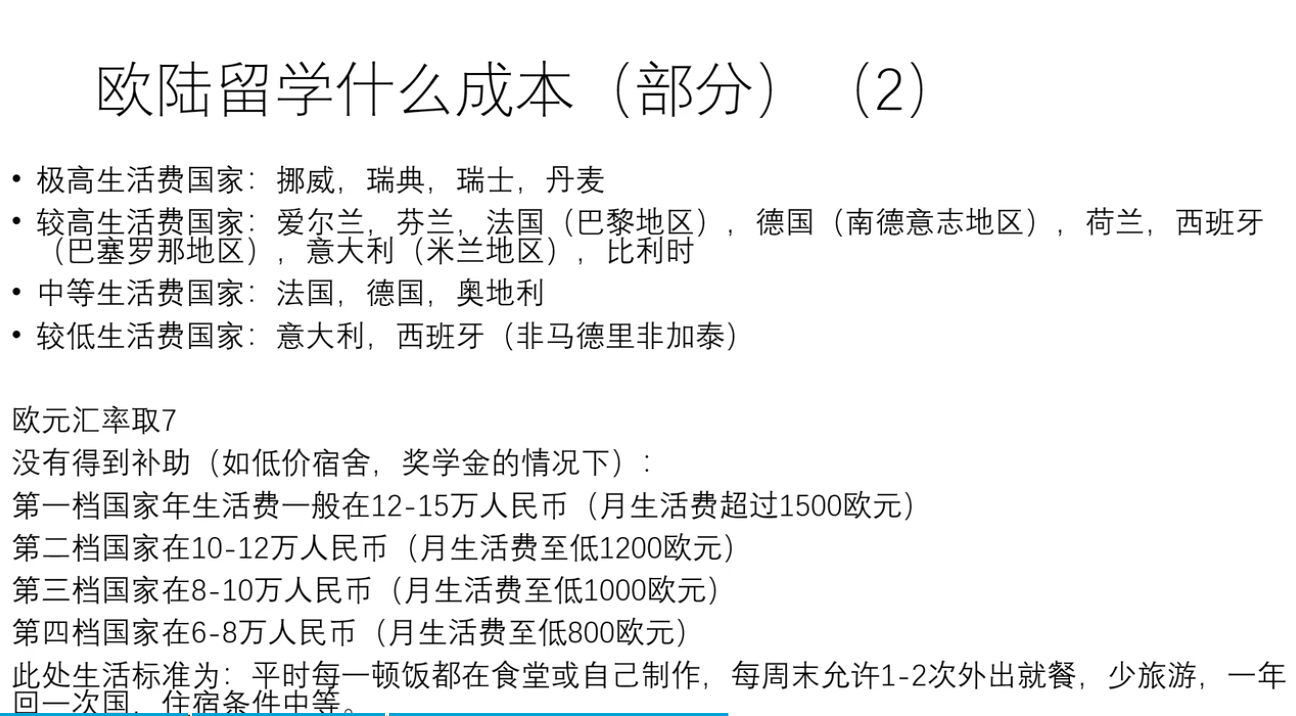 欧陆留学什么成本（部分）（2）
• 极高生活费国家：挪威，瑞典，瑞士，丹麦
• 较高生活费国家：爱尔兰，芬兰，法国（巴黎地区），德国（南德意志地区），荷兰，西班牙
（巴塞罗那地区），意大利（米兰地区），比利时
• 中等生活费国家：法国，德国，奥地利
• 较低生活费国家：意大利，西班牙（非马德里非加泰）
欧元汇率取7
没有得到补助（如低价宿舍，奖学金的情况下）：
第一档国家年生活费一般在12-15万人民币（月生活费超过1500欧元）
第二档国家在10-12万人民币（月生活费至低1200欧元）
第三档国家在8-10万人民币（月生活费至低1000欧元）
第四档国家在6-8万人民币（月生活费至低800欧元）
此处生活标准为：平时每一顿饭都在食堂或自己制作，每周末允许1-2次外出就餐，少旅游，一年
回一次国，住宿条件中等。